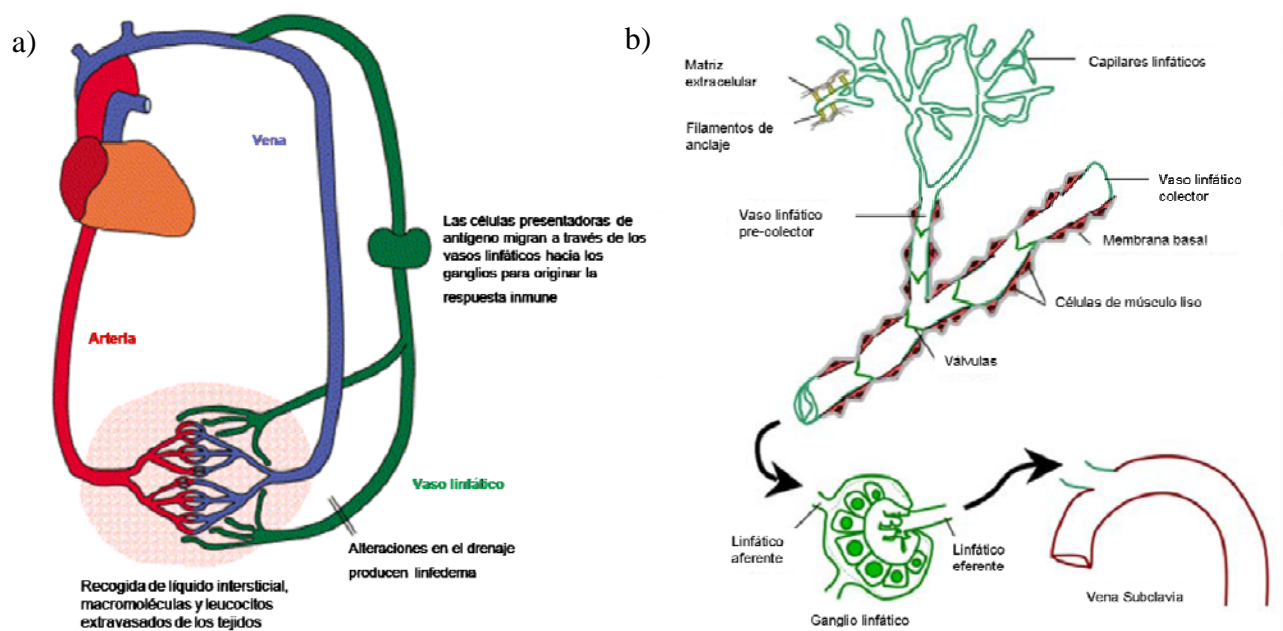 a)
Vena
Las células presentadoras de
antígeno migran a través de los
vasos linfáticos hacia los
ganglios para originar la
respuesta inmune
Arteria
Vaso linfático
Alteraciones en el drenaje
producen linfedema
Recogida de líquido intersticial,
macromoléculas y leucocitos
extravasados de los tejidos
b)
Matriz
extracelular
Capilares linfáticos
Filamentos de
anclaje
Vaso linfático
colector
Vaso linfático
pre-colector
Membrana basal
Células de músculo liso
Válvulas
Linfático
aferente
Linfático
eferente
Ganglio linfático
Vena Subclavia